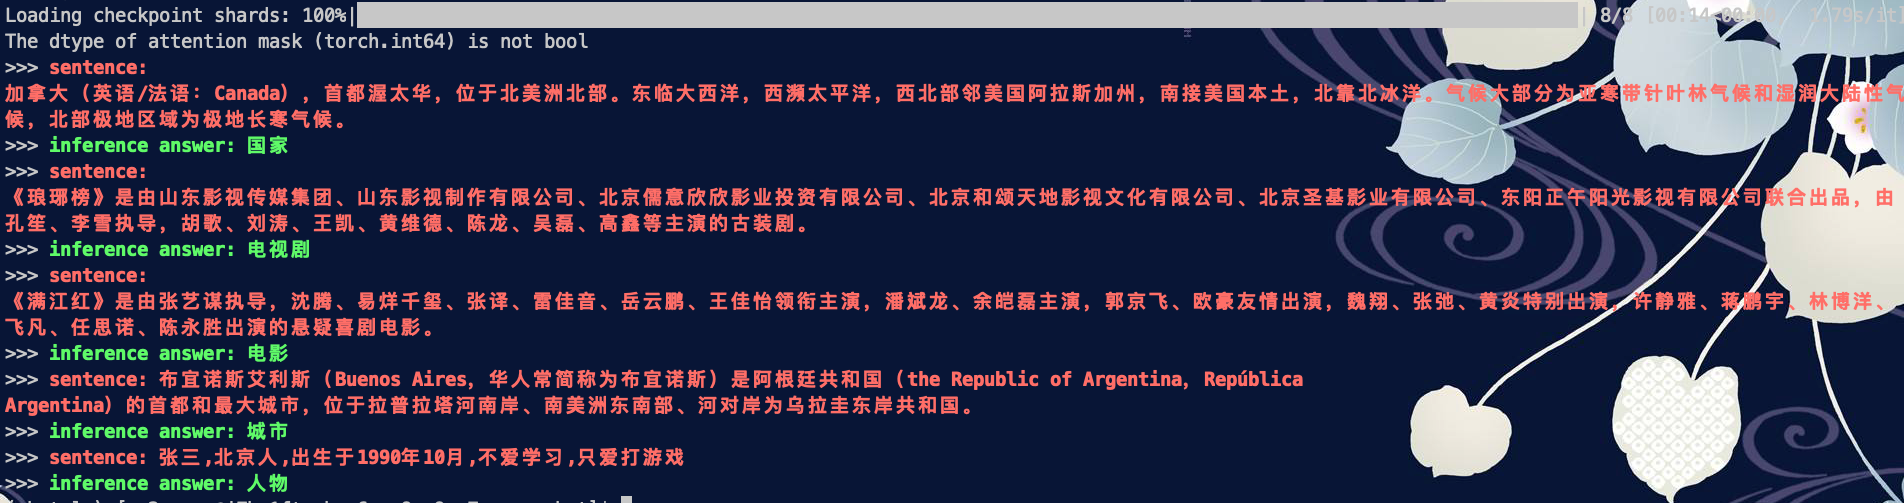 Loading checkpoint shards: 100%| | 8/8 [00:14<00:00, 1.79s/it]
The dtype of attention mask (torch.int64) is not bool
>>> sentence:
加拿大（英语/法语：Canada），首都渥太华，位于北美洲北部。东临大西洋，西濒太平洋，西北部邻美国阿拉斯加州，南接美国本土，北靠北冰洋。气候大部分为亚寒带针叶林气候和湿润大陆性气
候，北部极地区域为极地长寒气候。
>>> inference answer: 国家
>>> sentence:
《琅琊榜》是由山东影视传媒集团、山东影视制作有限公司、北京儒意欣欣影业投资有限公司、北京和颂天地影视文化有限公司、北京圣基影业有限公司、东阳正午阳光影视有限公司联合出品，由
孔笙、李雪执导，胡歌、刘涛、王凯、黄维德、陈龙、吴磊、高鑫等主演的古装剧。
>>> inference answer: 电视剧
>>> sentence:
《满江红》是由张艺谋执导，沈腾、易烊千玺、张译、雷佳音、岳云鹏、王佳怡领衔主演，潘斌龙、余皑磊主演，郭京飞、欧豪友情出演，魏翔、张弛、黄炎特别出演，许静雅、蒋鹏宇、林博洋、
飞凡、任思诺、陈永胜出演的悬疑喜剧电影。
>>> inference answer: 电影
>>> sentence: 布宜诺斯艾利斯（Buenos Aires，华人常简称为布宜诺斯）是阿根廷共和国（the Republic of Argentina, República
Argentina）的首都和最大城市，位于拉普拉塔河南岸、南美洲东南部、河对岸为乌拉圭东岸共和国。
>>> inference answer: 城市
>>> sentence: 张三,北京人,出生于1990年10月,不爱学习,只爱打游戏
>>> inference answer: 人物